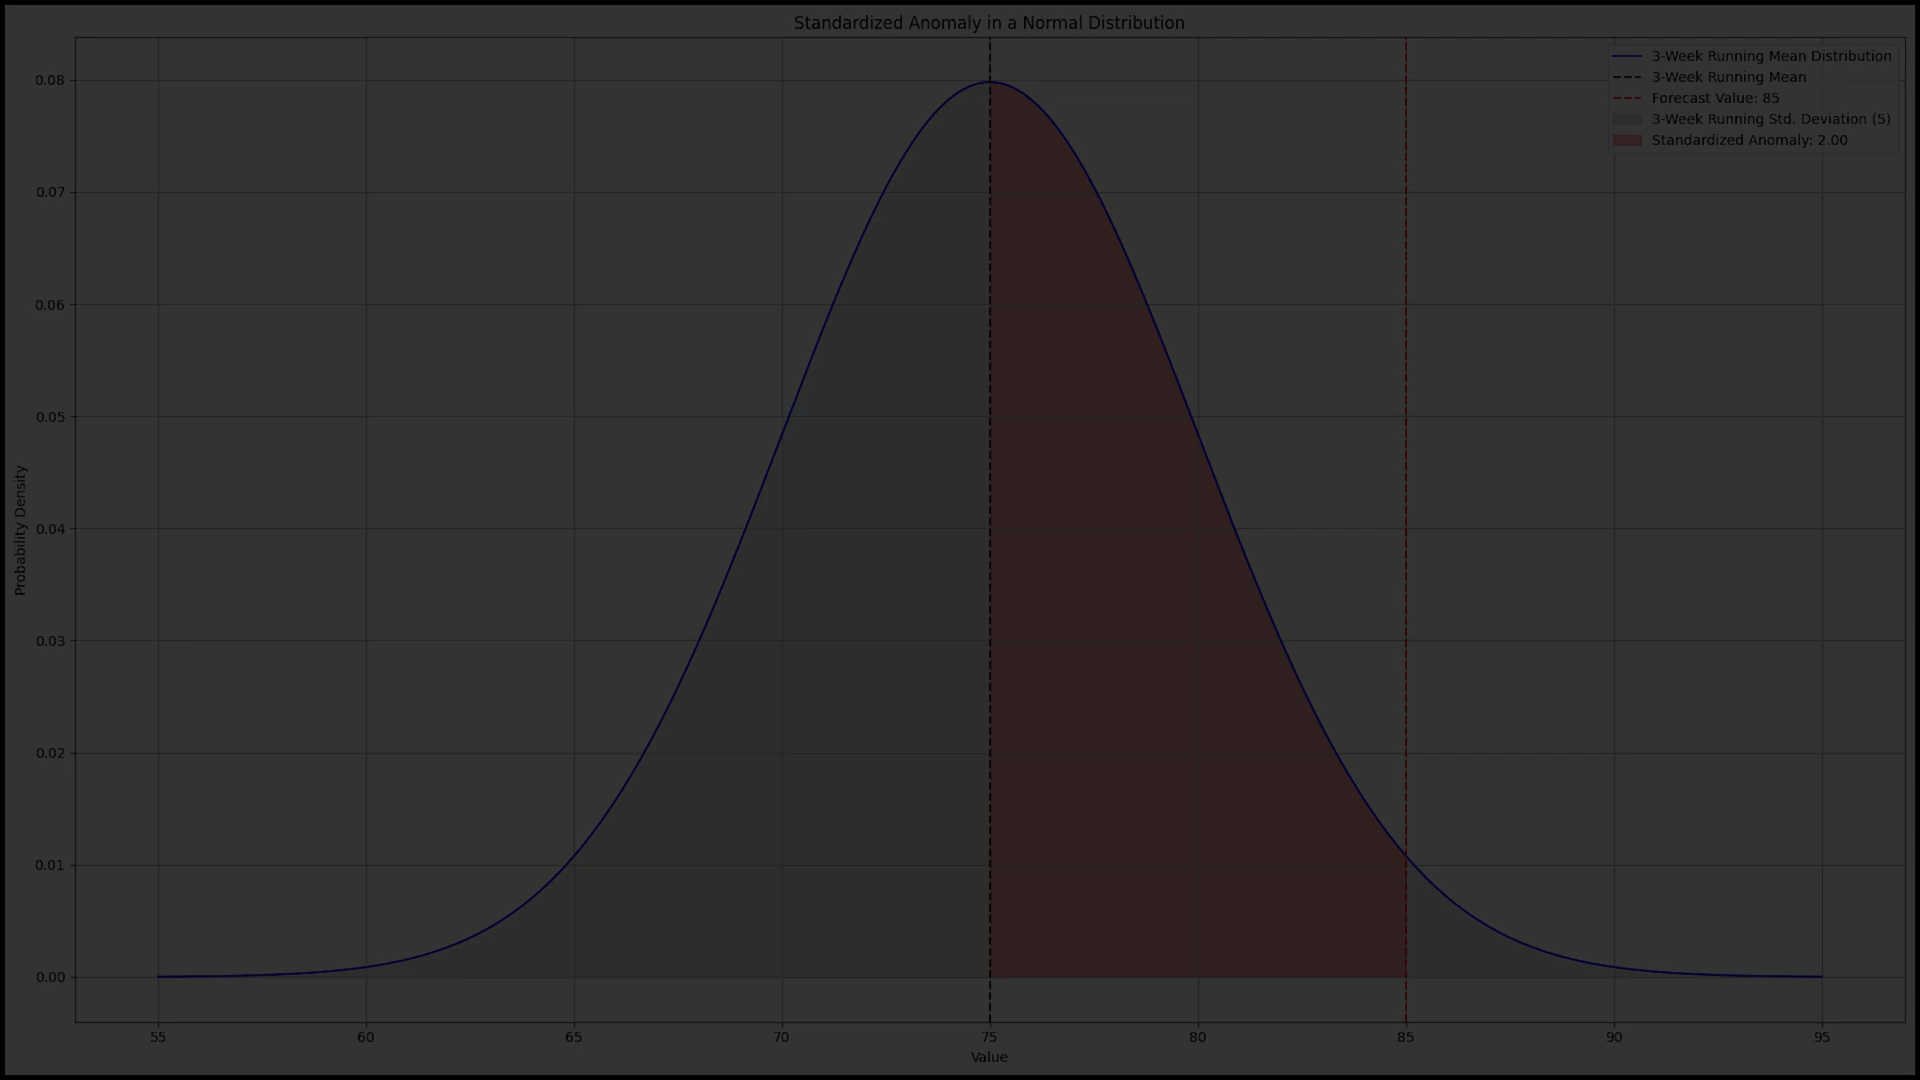 Standardized Anomaly in a Normal Distribution
3-Week Running Mean Distribution
3-Week Running Mean
Forecast Value: 85
3-Week Running Std. Deviation (5)
Standardized Anomaly: 2.00
0.08
0.07
0.06
0.05
0.04
0.03
0.02
0.01
0.00
Probability Density
55 60 65 70 75 80 85 90 95
Value